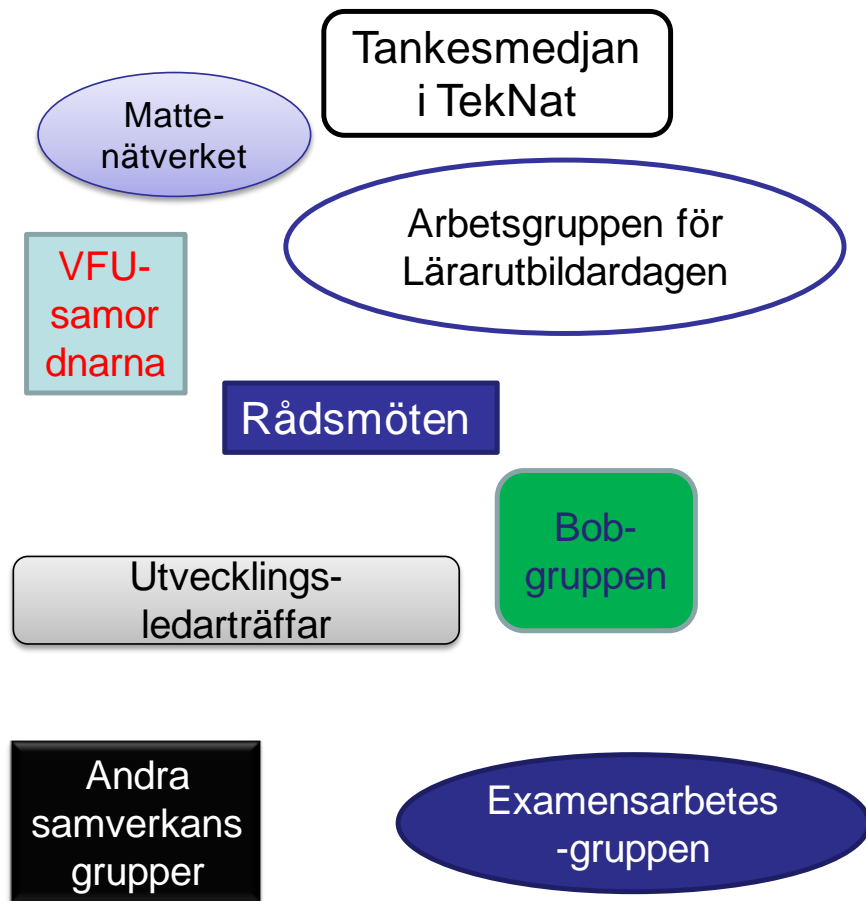 Tankesmedjan
i TekNat
Matte-
nätverket
Arbetsgruppen för
Lärarutbildardagen
VFU-
samor
dnarna
Rådsmöten
Bob-
gruppen
Utvecklings-
ledarträffar
Andra
samverkans
grupper
Examensarbetes
-gruppen